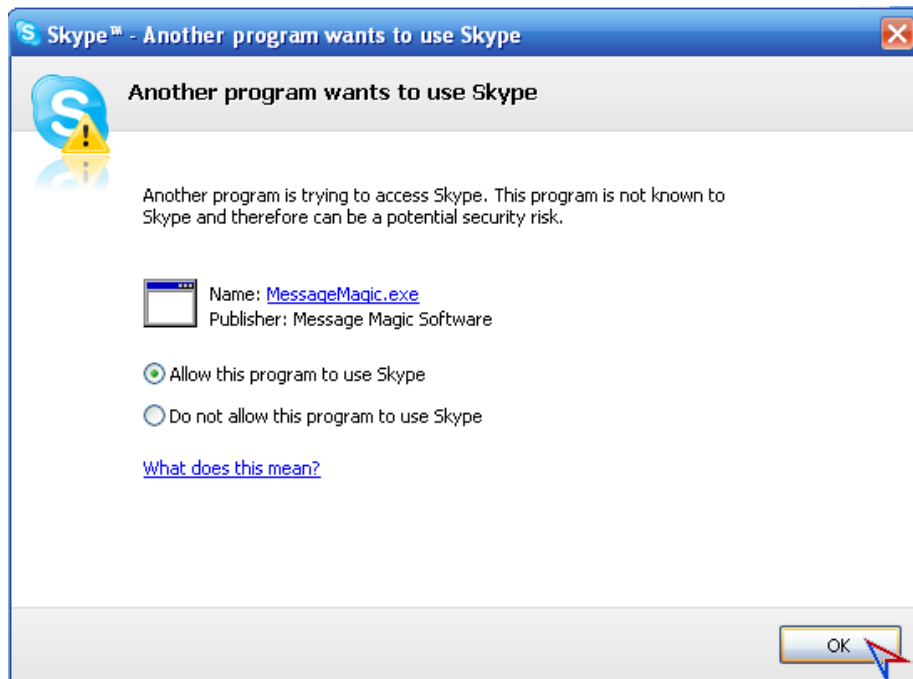 Skype™ - Another program wants to use Skype
Another program wants to use Skype
Another program is trying to access Skype. This program is not known to
Skype and therefore can be a potential security risk.
Name: MessageMagic.exe
Publisher: Message Magic Software
Allow this program to use Skype
Do not allow this program to use Skype
What does this mean?
OK